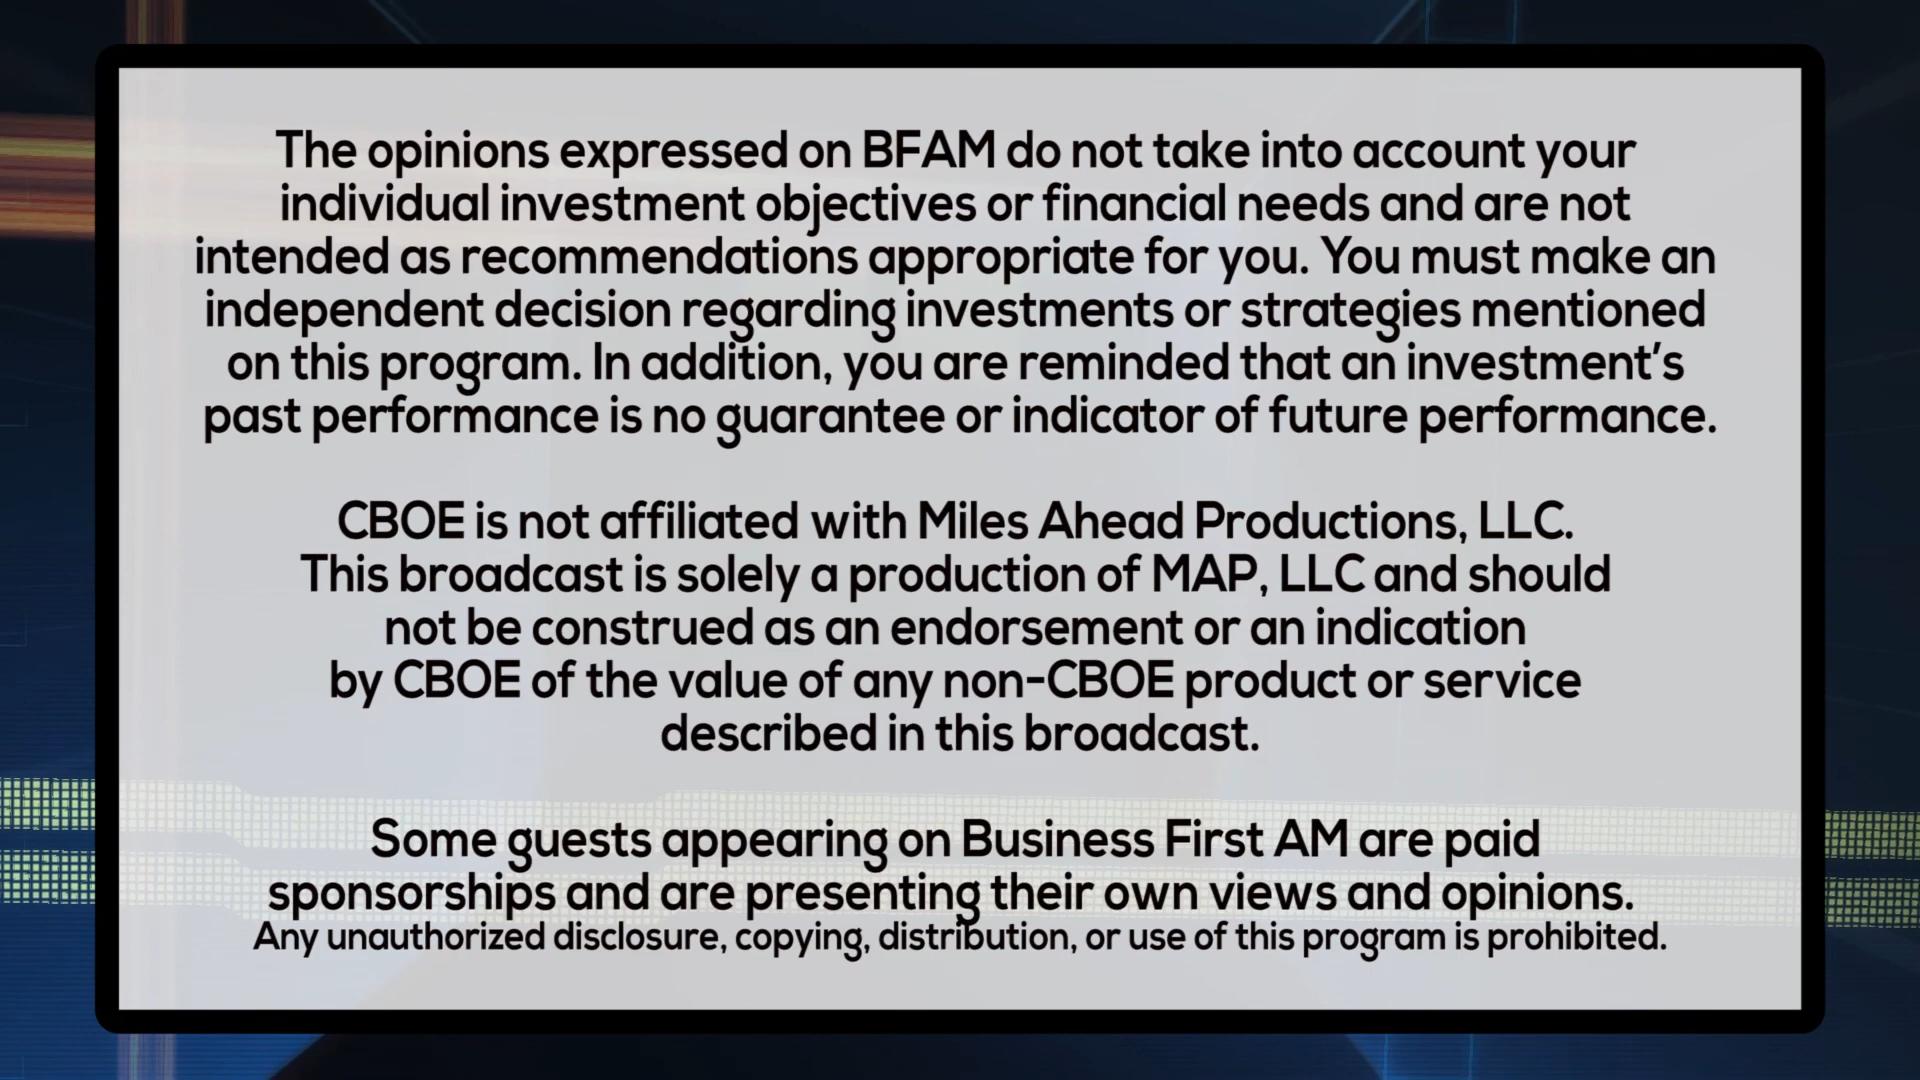 The opinions expressed on BFAM do not take into account your
individual investment objectives or financial needs and are not
intended as recommendations appropriate for you. You must make an
independent decision regarding investments or strategies mentioned
on this program. In addition, you are reminded that an investment’s
past performance is no guarantee or indicator of future performance.
CBOE is not affiliated with Miles Ahead Productions, LLC.
This broadcast is solely a production of MAP, LLC and should
not be construed as an endorsement or an indication
by CBOE of the value of any non-CBOE product or service
described in this broadcast.
Some guests appearing on Business First AM are paid
sponsorships and are presenting their own views and opinions.
Any unauthorized disclosure, copying, distribution, or use of this program is prohibited.